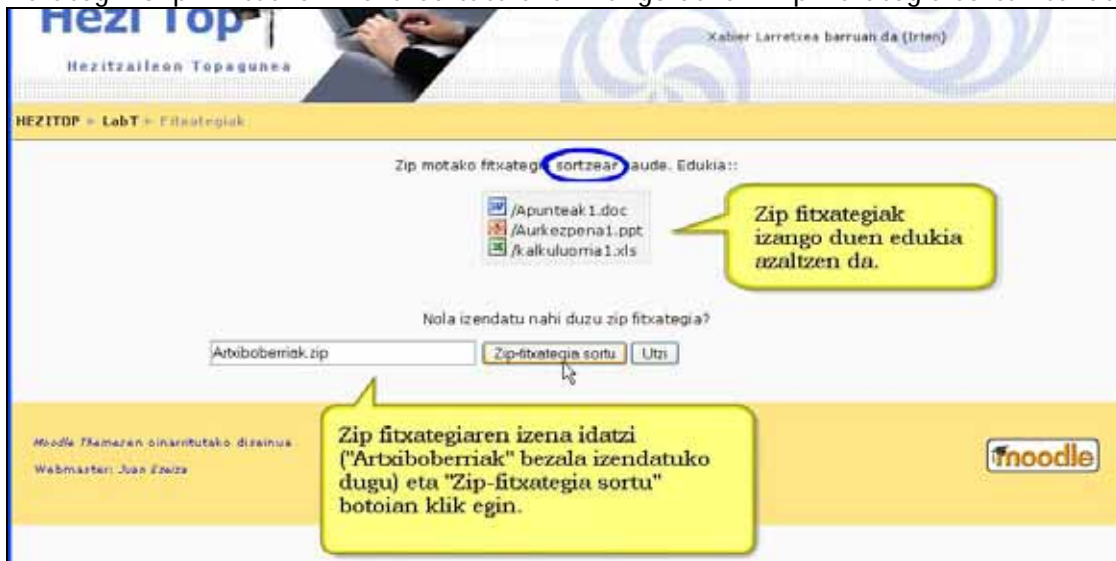 Hezi Top
Hezitzaileon Topagunea
Xabier Larretxea barruan da (Irten)
HEZITOP » LabT » Fitxategiak
Zip motako fitxategi sortzear zaude. Edukia::
/Apunteak1.doc
/Aurkezpena1.ppt
/kalkuluorria1.xls
Zip fitxategiak
izango duen edukia
azaltzen da.
Nola izendatu nahi duzu zip fitxategia?
Artxiboberriak.zip Zip-fitxategia sortu Utzi
Zip fitxategiaren izena idatzi
("Artxiboberriak" bezala izendatuko
dugu) eta "Zip-fitxategia sortu"
botoian klik egin.
Moodle Themaren oinarritutako diseinua
Webmaster: Juan Ezeiza
moodle